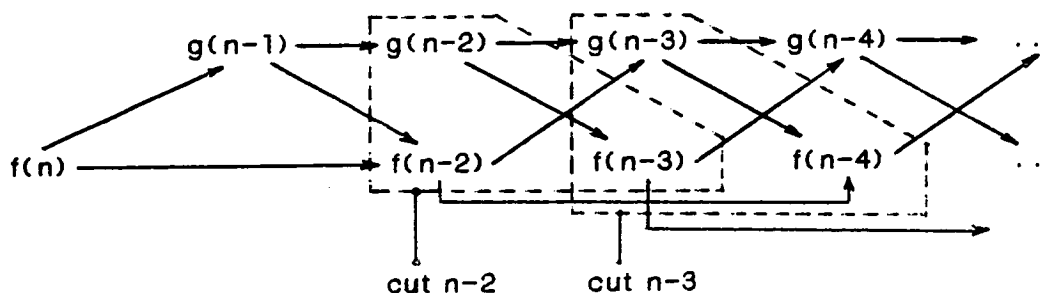 g(n-1) g(n-2) g(n-3) g(n-4) ..
f(n) f(n-2) f(n-3) f(n-4) ..
cut n-2 cut n-3